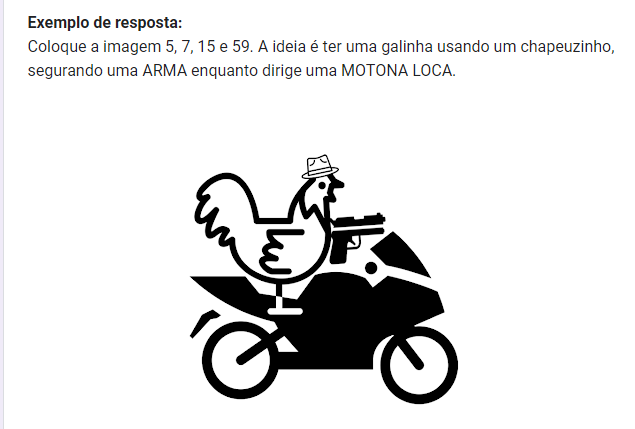 Exemplo de resposta:
Coloque a imagem 5, 7, 15 e 59. A ideia é ter uma galinha usando um chapeuzinho,
segurando uma ARMA enquanto dirige uma MOTONA LOCA.